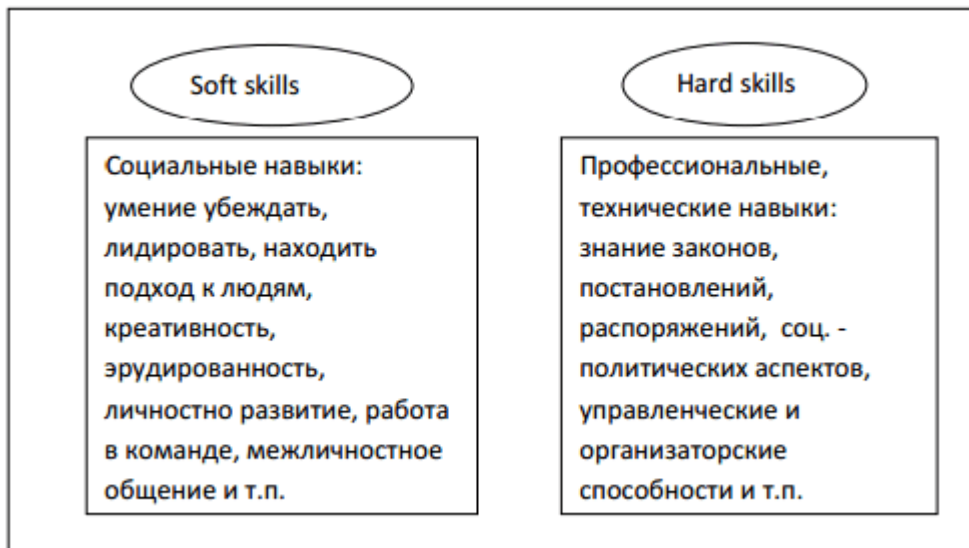 Soft skills
Социальные навыки:
умение убеждать,
лидировать, находить
подход к людям,
креативность,
эрудированность,
личностно развитие, работа
в команде, межличностное
общение и т.п.
Hard skills
Профессиональные,
технические навыки:
знание законов,
постановлений,
распоряжений, соц. -
политических аспектов,
управленческие и
организаторские
способности и т.п.